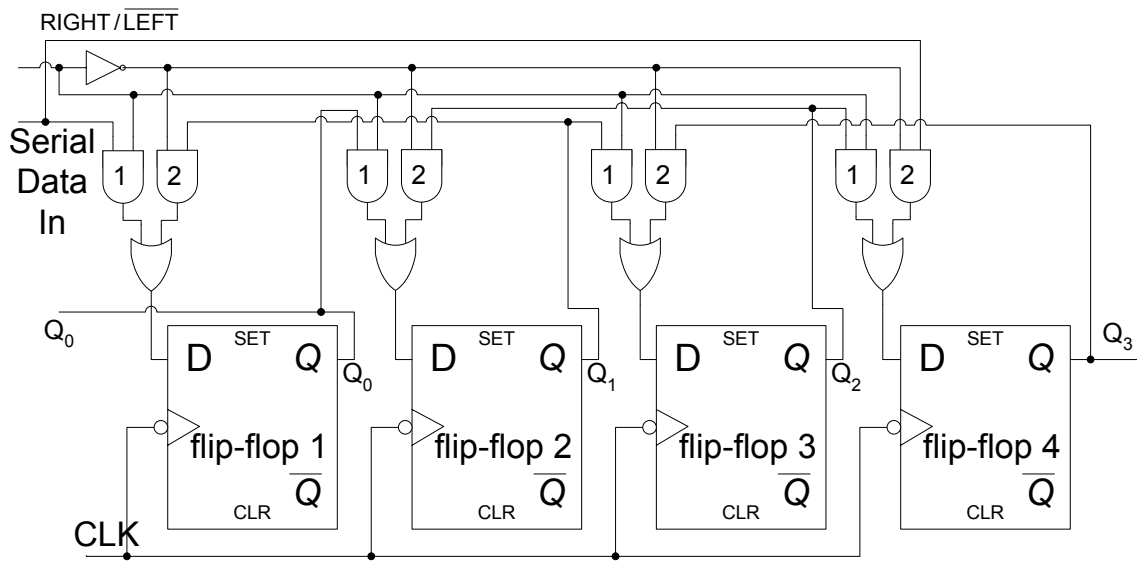 RIGHT/L̅E̅F̅T̅
Serial
Data
In
1 2 1 2 1 2 1 2
Q₀
D SET Q
Q₀
flip-flop 1
Q̅
CLR
D SET Q
Q₁
flip-flop 2
Q̅
CLR
D SET Q
Q₂
flip-flop 3
Q̅
CLR
D SET Q
Q₃
flip-flop 4
Q̅
CLR
CLK